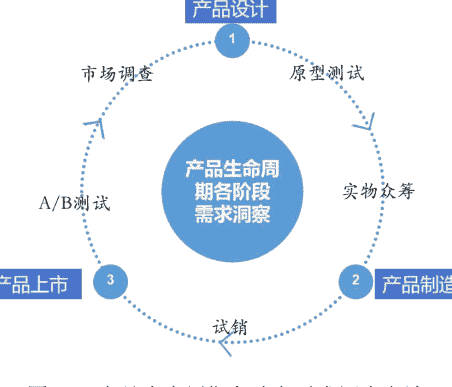 产品设计
1
市场调查
原型测试
产品生命周
期各阶段
需求洞察
A/B测试
实物众筹
产品上市
3
2
产品制造
试销